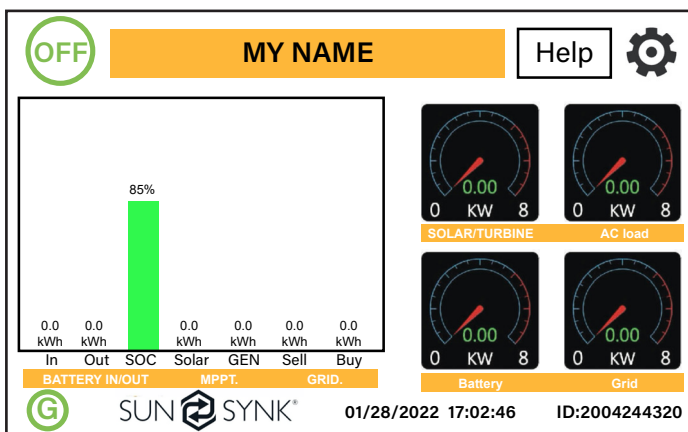 OFF
MY NAME
Help
85%
0.0 0.0 0.0 0.0 0.0 0.0
kWh kWh kWh kWh kWh kWh
In Out SOC Solar GEN Sell Buy
BATTERY IN/OUT MPPT. GRID.
0.00 0.00
0 KW 8 0 KW 8
SOLAR/TURBINE AC load
0.00 0.00
0 KW 8 0 KW 8
Battery Grid
G
SUN SYNK® 01/28/2022 17:02:46 ID:2004244320